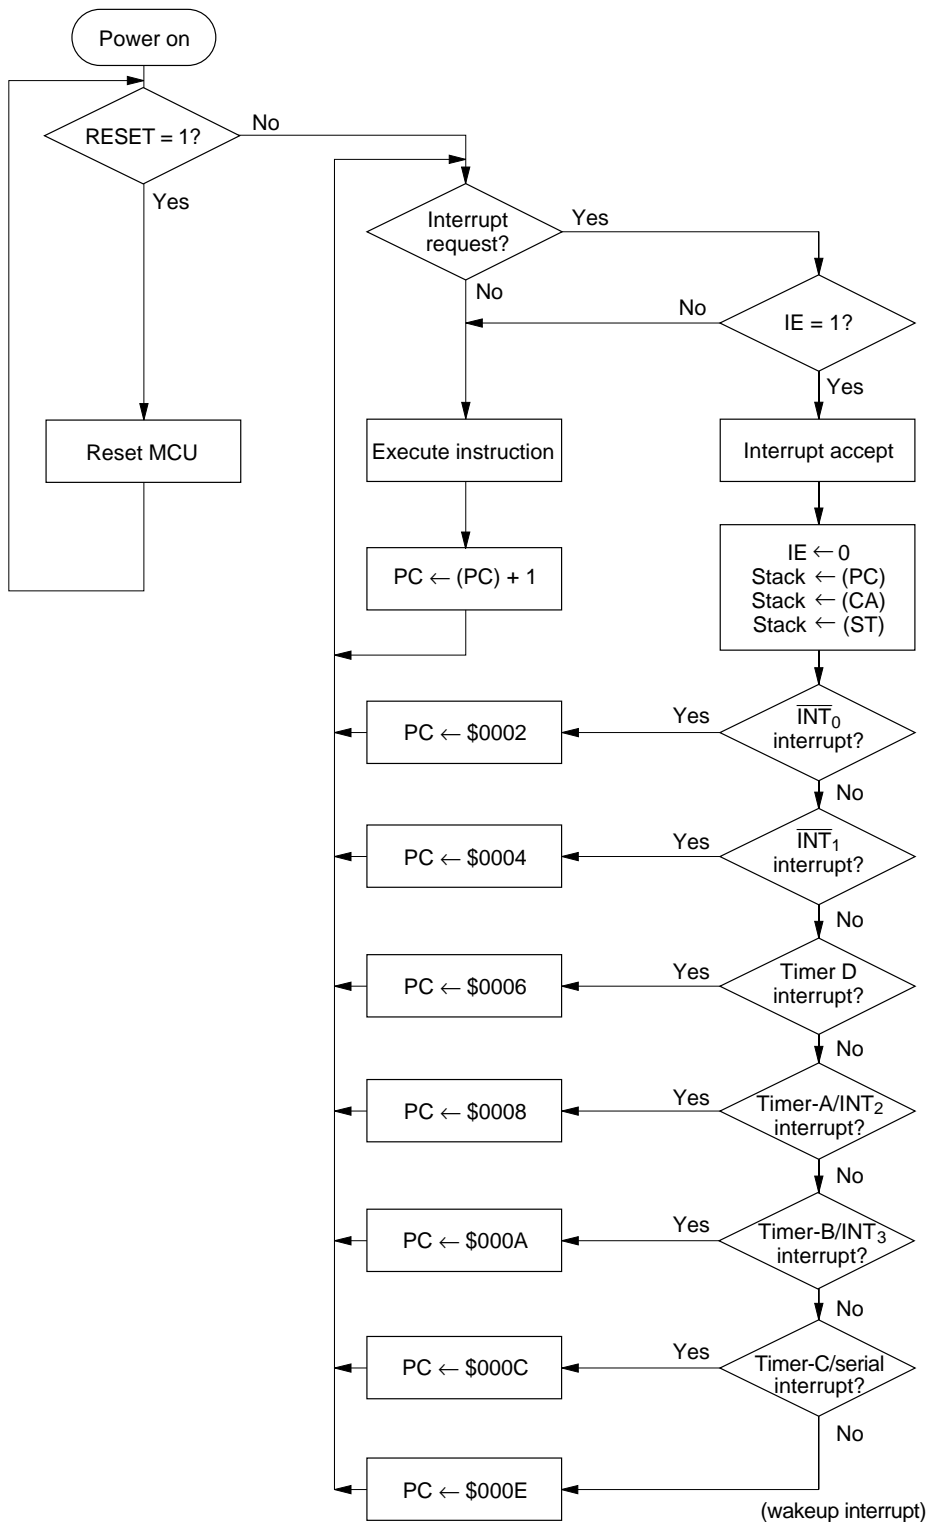 Power on
RESET = 1?
No
Yes
Interrupt
request?
Yes
No
No
IE = 1?
Yes
Reset MCU
Execute instruction
Interrupt accept
PC ← (PC) + 1
IE ← 0
Stack ← (PC)
Stack ← (CA)
Stack ← (ST)
PC ← $0002
Yes
I̅N̅T̅₀
interrupt?
No
PC ← $0004
Yes
I̅N̅T̅₁
interrupt?
No
PC ← $0006
Yes
Timer D
interrupt?
No
PC ← $0008
Yes
Timer-A/INT₂
interrupt?
No
PC ← $000A
Yes
Timer-B/INT₃
interrupt?
No
PC ← $000C
Yes
Timer-C/serial
interrupt?
No
PC ← $000E
(wakeup interrupt)